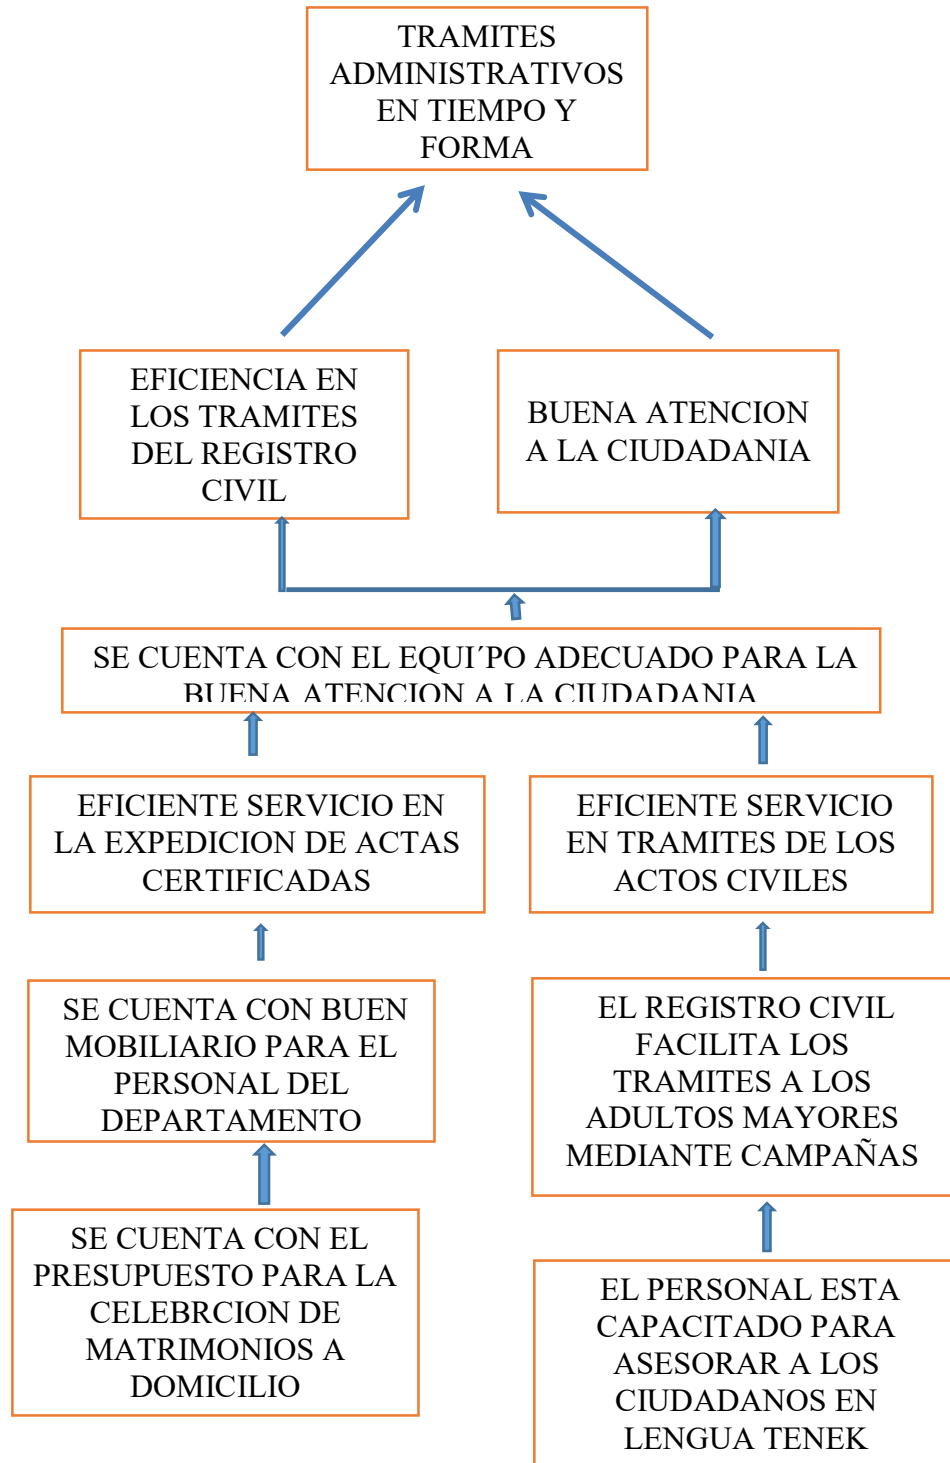 TRAMITES
ADMINISTRATIVOS
EN TIEMPO Y
FORMA
EFICIENCIA EN
LOS TRAMITES
DEL REGISTRO
CIVIL
BUENA ATENCION
A LA CIUDADANIA
SE CUENTA CON EL EQUI´PO ADECUADO PARA LA
BUENA ATENCION A LA CIUDADANIA
EFICIENTE SERVICIO EN
LA EXPEDICION DE ACTAS
CERTIFICADAS
EFICIENTE SERVICIO
EN TRAMITES DE LOS
ACTOS CIVILES
SE CUENTA CON BUEN
MOBILIARIO PARA EL
PERSONAL DEL
DEPARTAMENTO
EL REGISTRO CIVIL
FACILITA LOS
TRAMITES A LOS
ADULTOS MAYORES
MEDIANTE CAMPAÑAS
SE CUENTA CON EL
PRESUPUESTO PARA LA
CELEBRCION DE
MATRIMONIOS A
DOMICILIO
EL PERSONAL ESTA
CAPACITADO PARA
ASESORAR A LOS
CIUDADANOS EN
LENGUA TENEK